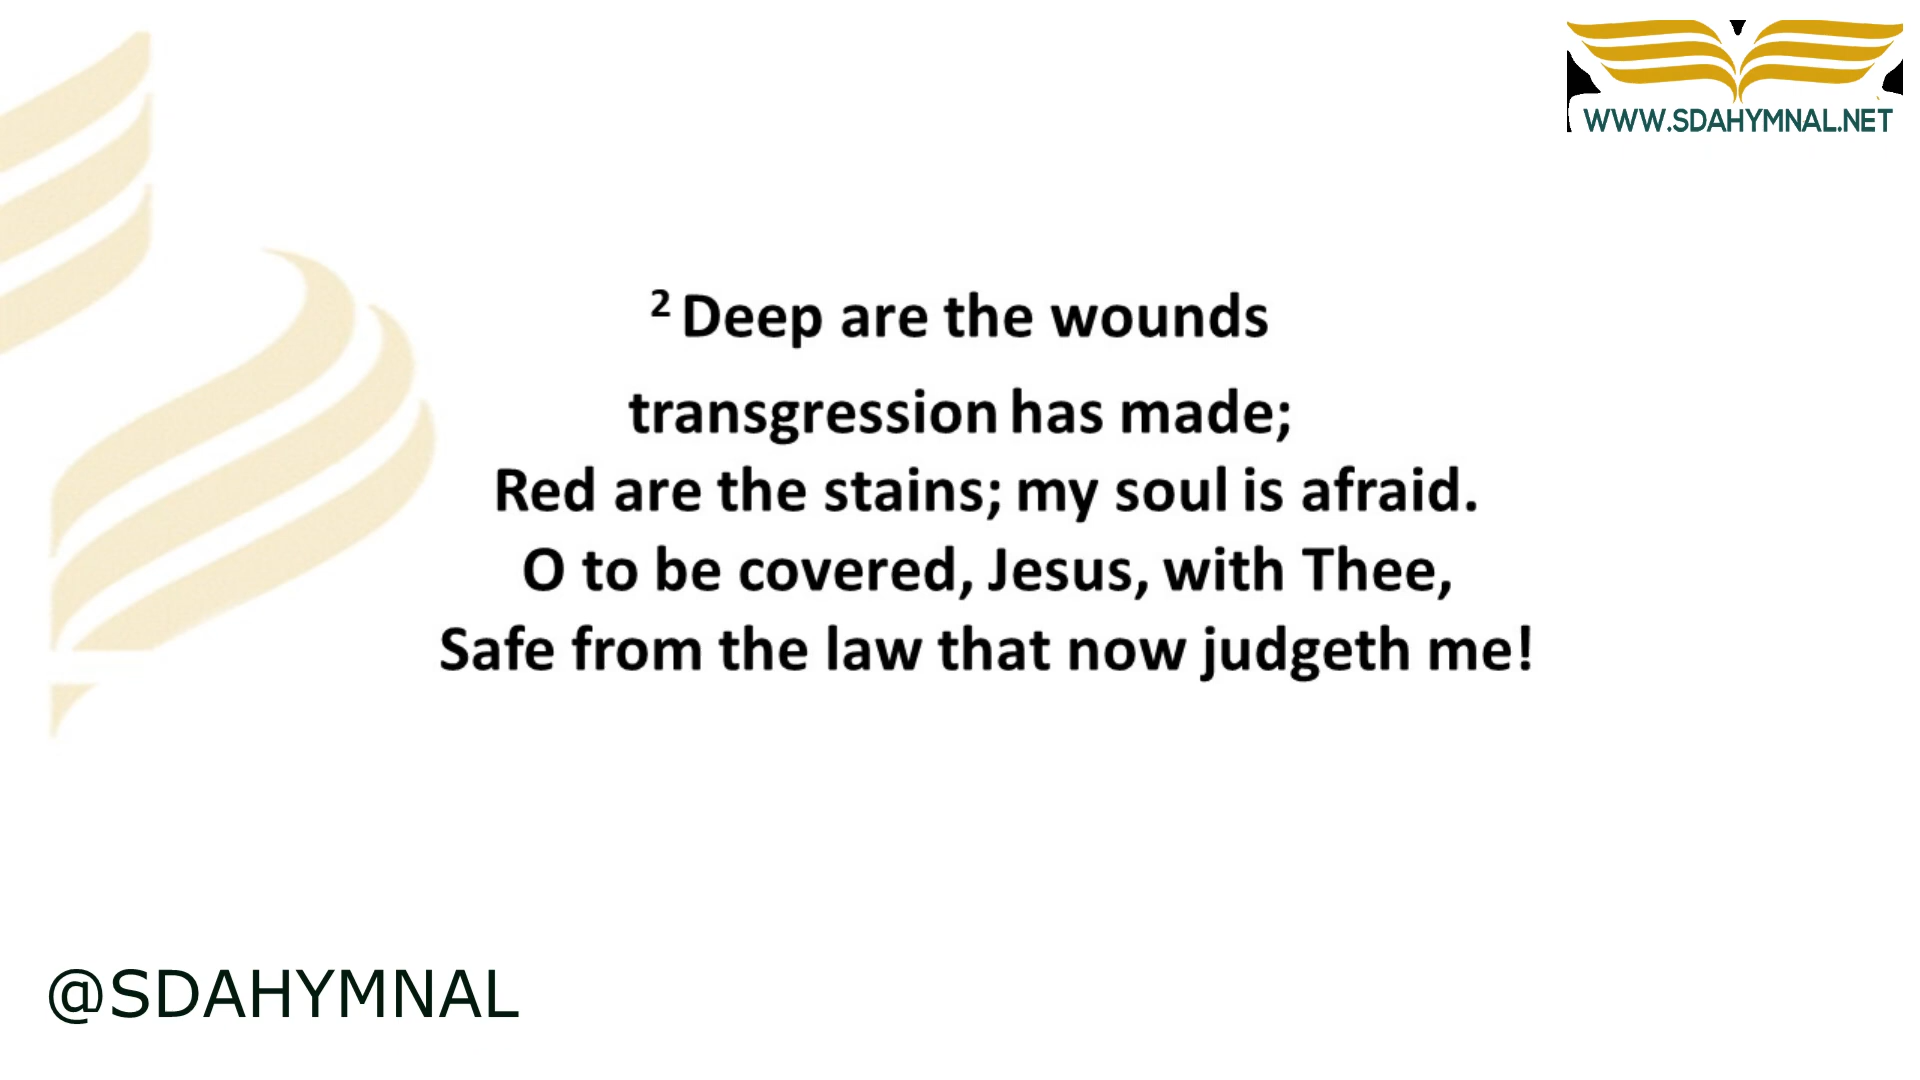 WWW.SDAHYMNAL.NET
2 Deep are the wounds
transgression has made;
Red are the stains; my soul is afraid.
O to be covered, Jesus, with Thee,
Safe from the law that now judgeth me!
@SDAHYMNAL